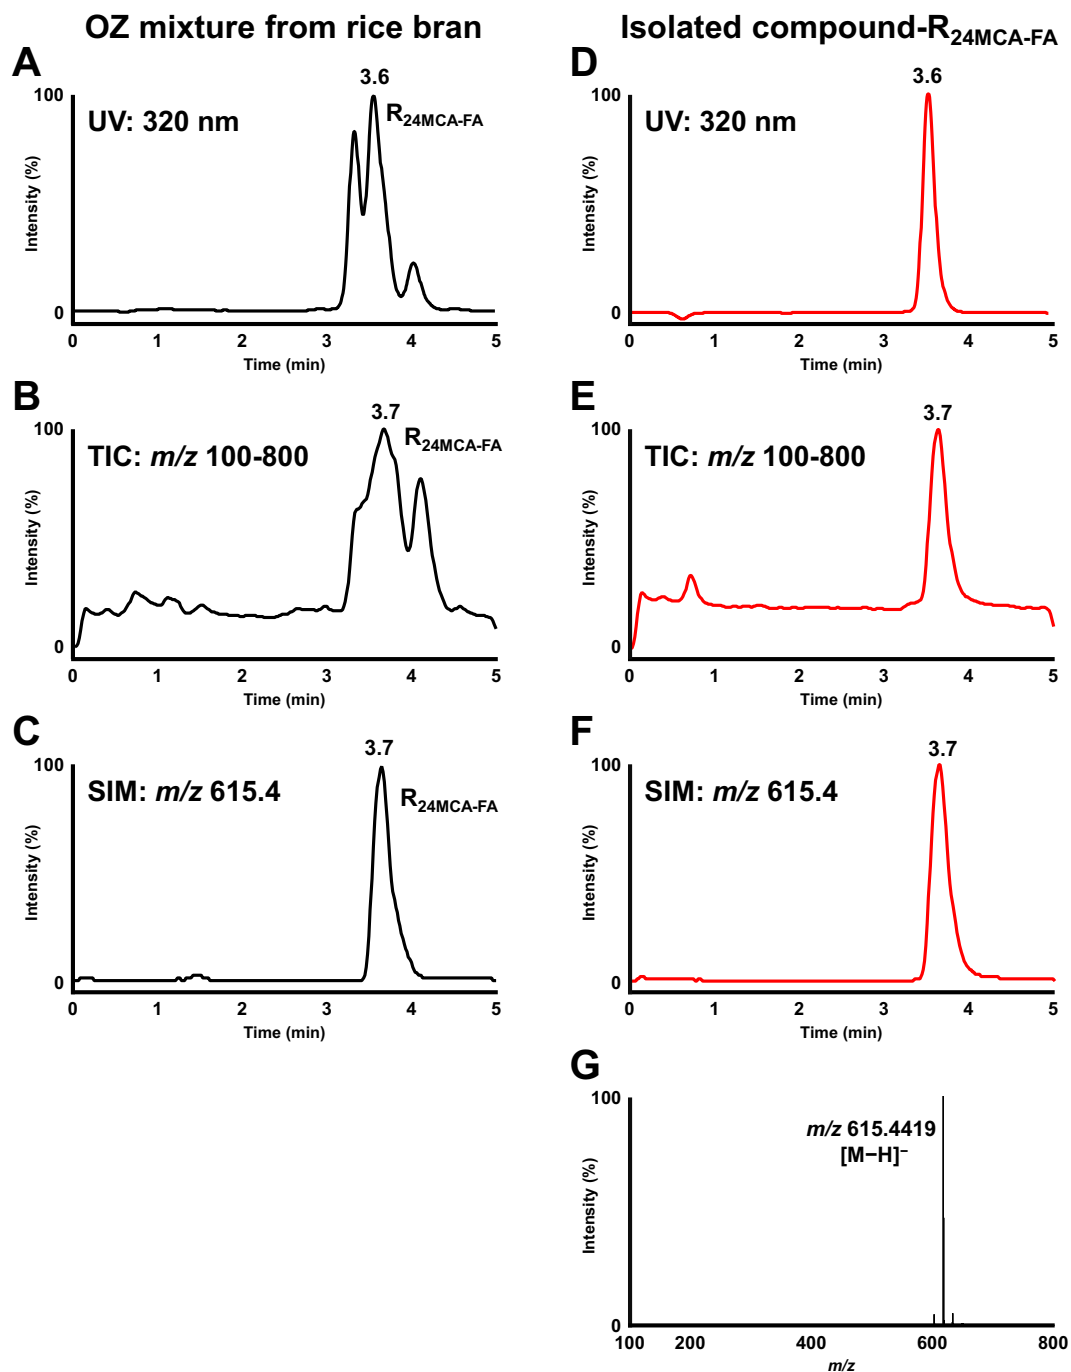 OZ mixture from rice bran
Isolated compound-R24MCA-FA
A
3.6
R24MCA-FA
UV: 320 nm
100
0
Intensity (%)
0 1 2 3 4 5
Time (min)
D
3.6
UV: 320 nm
100
0
Intensity (%)
0 1 2 3 4 5
Time (min)
B
3.7
R24MCA-FA
TIC: m/z 100-800
100
0
Intensity (%)
0 1 2 3 4 5
Time (min)
E
3.7
TIC: m/z 100-800
100
0
Intensity (%)
0 1 2 3 4 5
Time (min)
C
3.7
R24MCA-FA
SIM: m/z 615.4
100
0
Intensity (%)
0 1 2 3 4 5
Time (min)
F
3.7
SIM: m/z 615.4
100
0
Intensity (%)
0 1 2 3 4 5
Time (min)
G
m/z 615.4419
[M−H]⁻
100
0
Intensity (%)
100 200 400 600 800
m/z